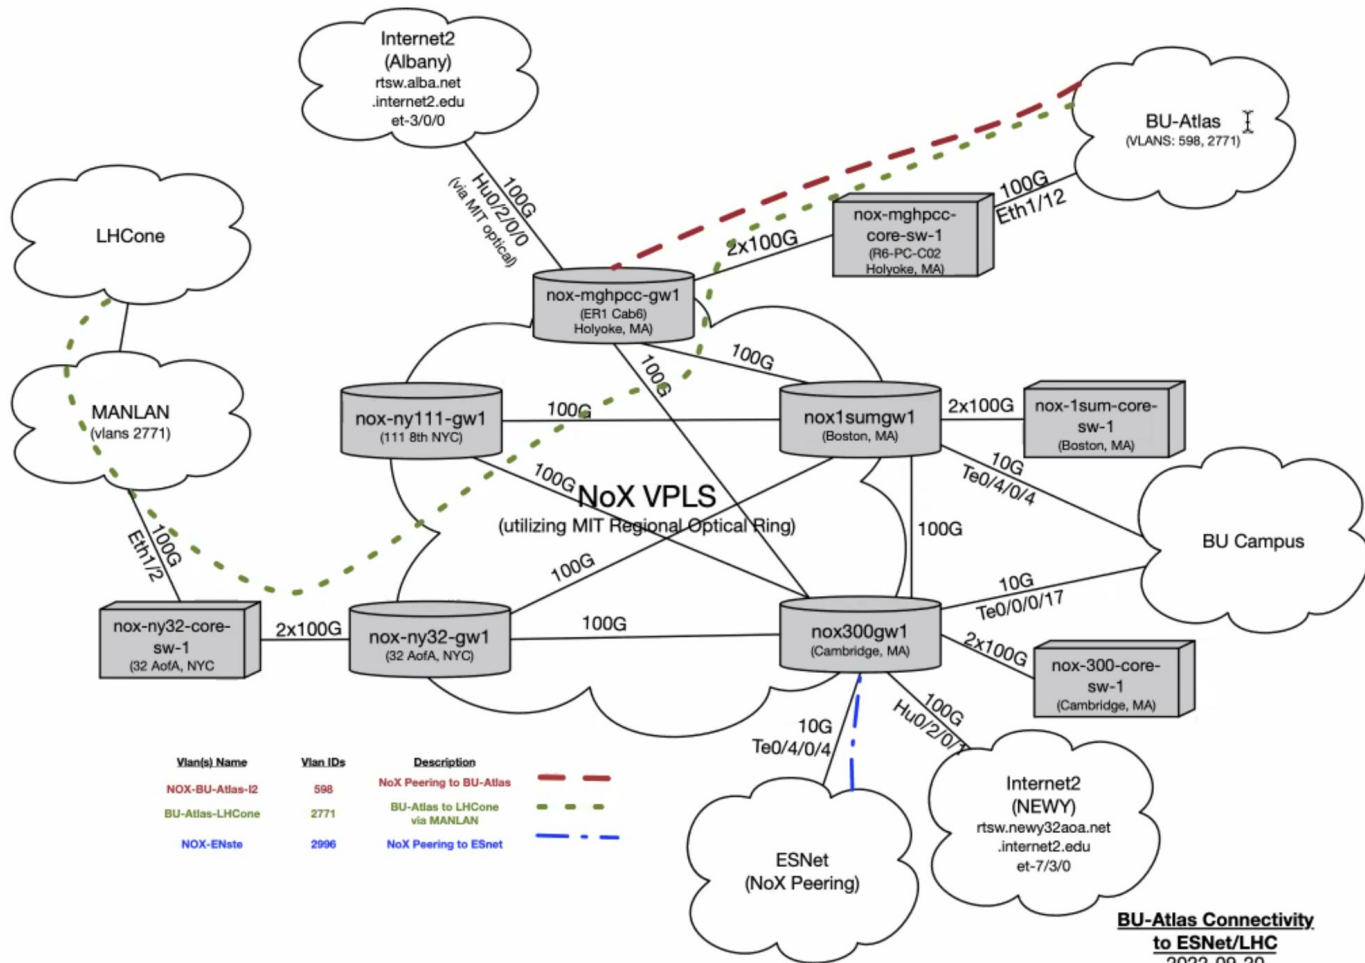 Internet2
(Albany)
rtsw.alba.net
.internet2.edu
et-3/0/0
100G
Hu0/2/0/0
(via MIT optical)
BU-Atlas
(VLANS: 598, 2771)
100G
Eth1/12
nox-mghpcc-
core-sw-1
(R6-PC-C02
Holyoke, MA)
2x100G
LHCone
nox-mghpcc-gw1
(ER1 Cab6)
Holyoke, MA)
100G
100G
MANLAN
(vlans 2771)
nox-ny111-gw1
(111 8th NYC)
100G
nox1sumgw1
(Boston, MA)
2x100G
nox-1sum-core-
sw-1
(Boston, MA)
10G
Te0/4/0/4
100G
NoX VPLS
(utilizing MIT Regional Optical Ring)
100G
100G
Eth1/2
100G
BU Campus
10G
Te0/0/0/17
nox-ny32-core-
sw-1
(32 AofA, NYC
2x100G
nox-ny32-gw1
(32 AofA, NYC)
100G
nox300gw1
(Cambridge, MA)
2x100G
nox-300-core-
sw-1
(Cambridge, MA)
10G
Te0/4/0/4
100G
Hu0/2/0/
Vlan(s) Name Vlan IDs Description
NOX-BU-Atlas-I2 598 NoX Peering to BU-Atlas
BU-Atlas-LHCone 2771 BU-Atlas to LHCone
via MANLAN
NOX-ENste 2996 NoX Peering to ESnet
Internet2
(NEWY)
rtsw.newy32aoa.net
.internet2.edu
et-7/3/0
ESNet
(NoX Peering)
BU-Atlas Connectivity
to ESNet/LHC
2022-09-20